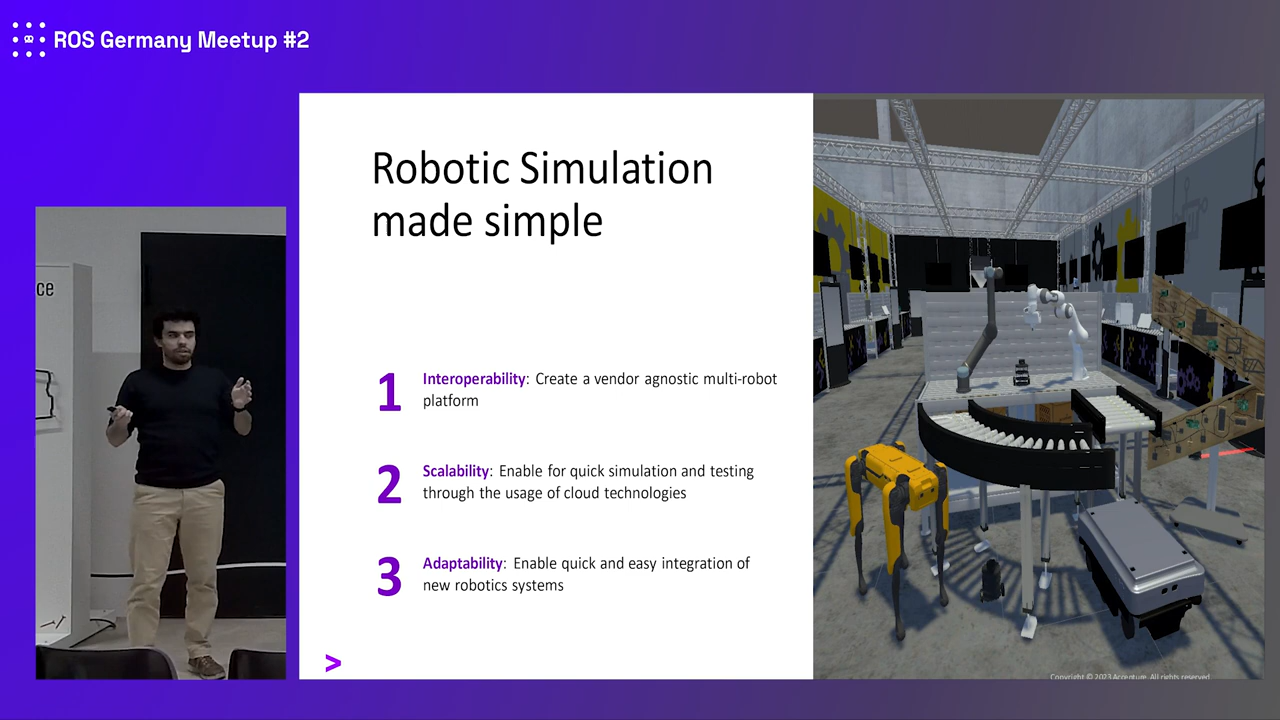 ROS Germany Meetup #2
ce
Robotic Simulation
made simple
1
Interoperability: Create a vendor agnostic multi-robot
platform
2
Scalability: Enable for quick simulation and testing
through the usage of cloud technologies
3
Adaptability: Enable quick and easy integration of
new robotics systems
>
Copyright © 2023 Accenture. All rights reserved.